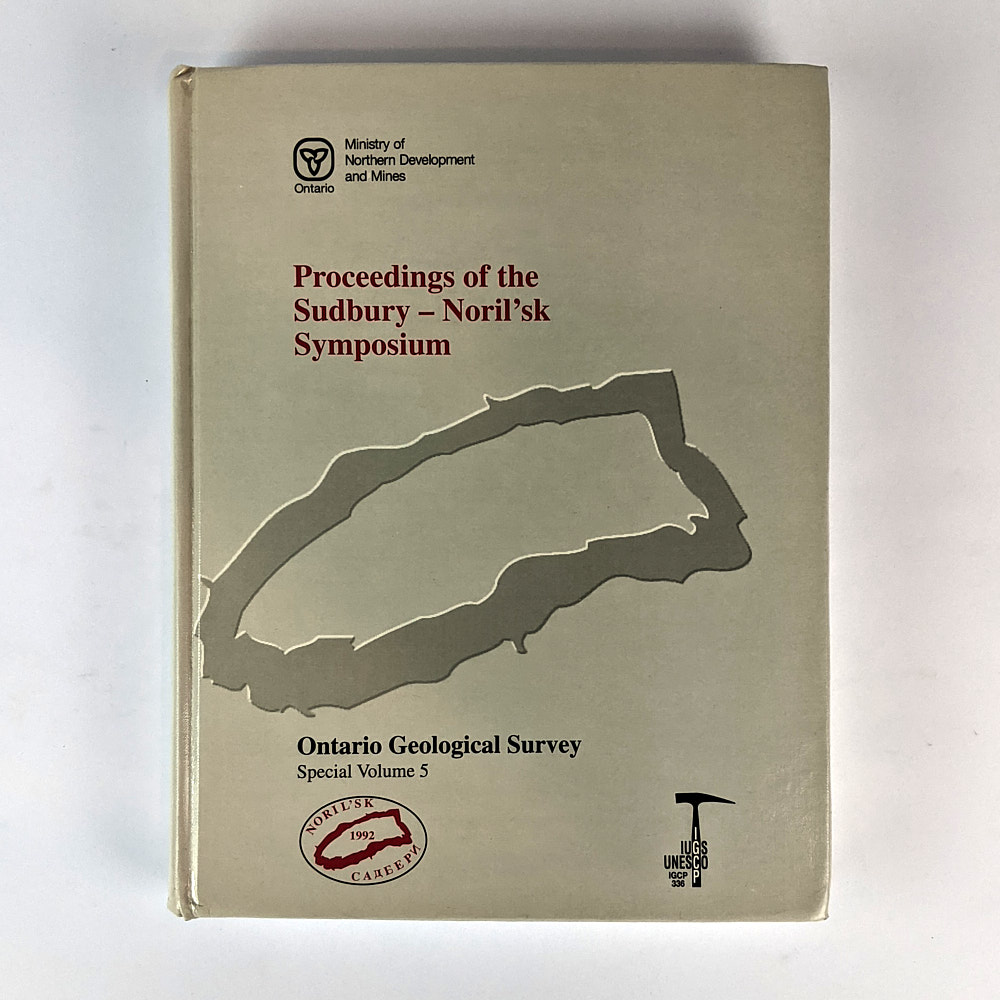 Ministry of
Northern Development
and Mines
Ontario
Proceedings of the
Sudbury – Noril’sk
Symposium
Ontario Geological Survey
Special Volume 5
NORIL'SK
1992
САДБЕРИ
IGCP
IUGS
UNESCO
IGCP
336